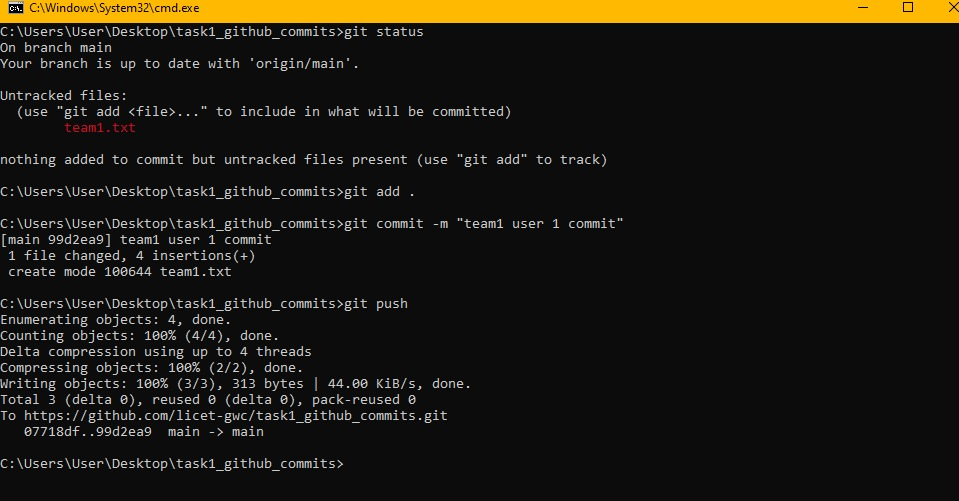 C:\Windows\System32\cmd.exe
C:\Users\User\Desktop\task1_github_commits>git status
On branch main
Your branch is up to date with 'origin/main'.
Untracked files:
(use "git add <file>..." to include in what will be committed)
team1.txt
nothing added to commit but untracked files present (use "git add" to track)
C:\Users\User\Desktop\task1_github_commits>git add .
C:\Users\User\Desktop\task1_github_commits>git commit -m "team1 user 1 commit"
[main 99d2ea9] team1 user 1 commit
1 file changed, 4 insertions(+)
create mode 100644 team1.txt
C:\Users\User\Desktop\task1_github_commits>git push
Enumerating objects: 4, done.
Counting objects: 100% (4/4), done.
Delta compression using up to 4 threads
Compressing objects: 100% (2/2), done.
Writing objects: 100% (3/3), 313 bytes | 44.00 KiB/s, done.
Total 3 (delta 0), reused 0 (delta 0), pack-reused 0
To https://github.com/licet-gwc/task1_github_commits.git
07718df..99d2ea9  main -> main
C:\Users\User\Desktop\task1_github_commits>